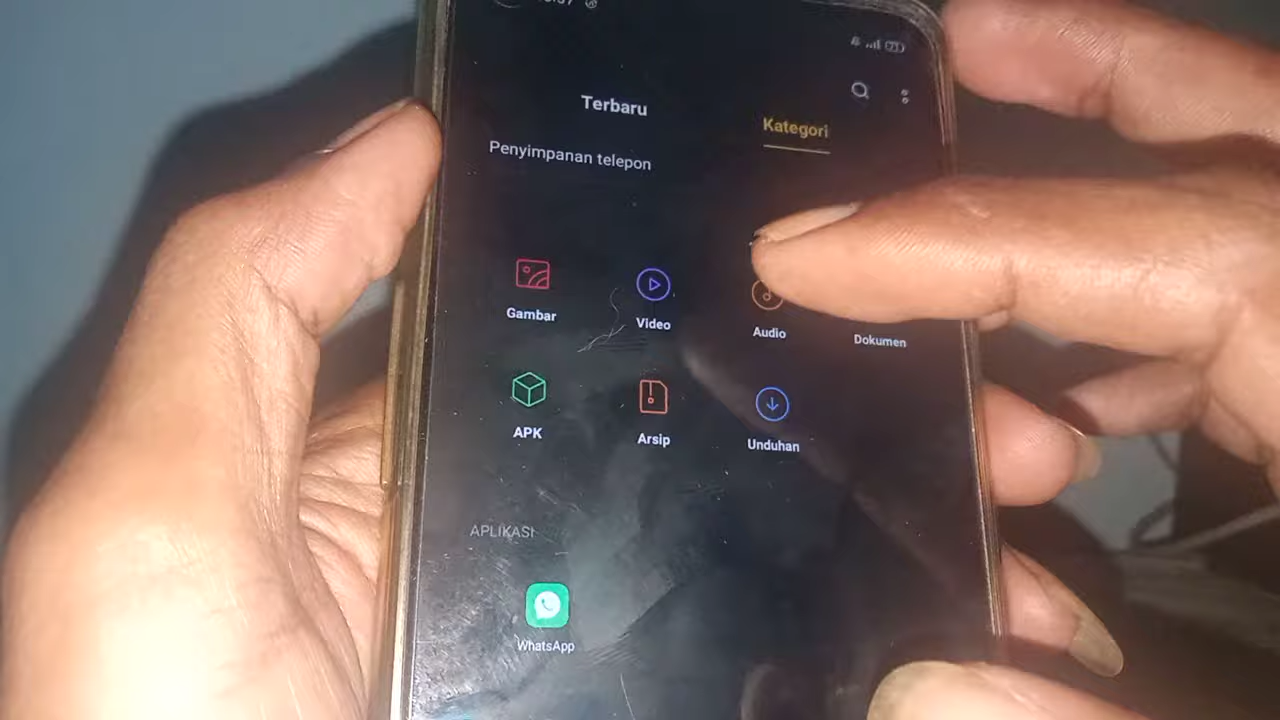 Terbaru
Kategori
Penyimpanan telepon
Gambar
Video
Audio
Dokumen
APK
Arsip
Unduhan
APLIKASI
WhatsApp